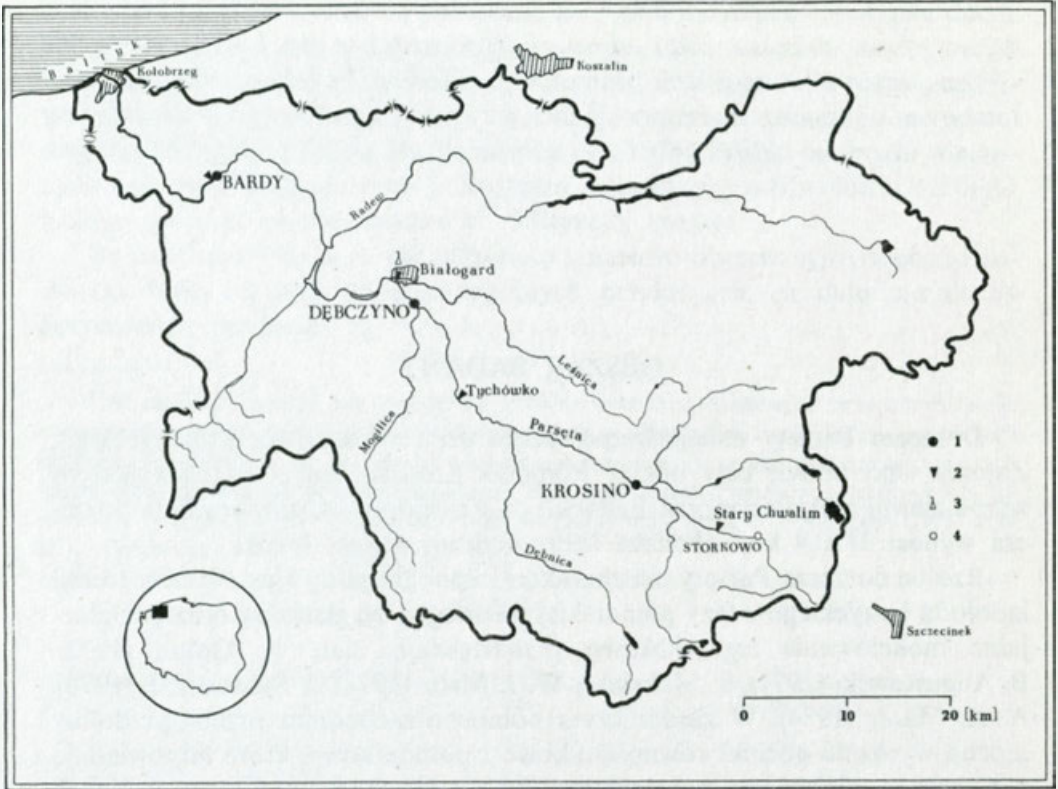 Bałtyk
Kołobrzeg
Koszalin
BARDY
Radew
Białogard
DĘBCZYNO
Leśnica
Tychówko
Mogilica
Parsęta
KROSINO
Stary Chwalim
STORKOWO
Dębnica
Szczecinek
1
2
3
4
0 10 20 [km]